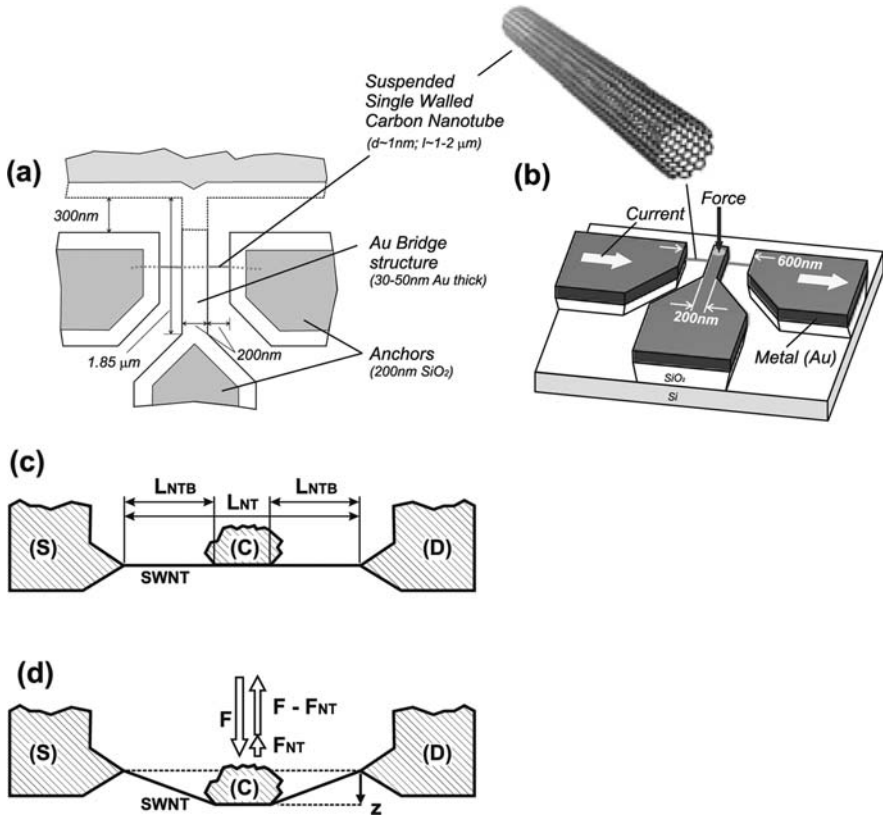 Suspended
Single Walled
Carbon Nanotube
(d~1nm; l~1-2 μm)
(a)
300nm
Au Bridge
structure
(30-50nm Au thick)
1.85 μm
200nm
Anchors
(200nm SiO₂)
(b)
Force
Current
600nm
200nm
Metal (Au)
SiO₂
Si
(c)
LNTB
LNT
LNTB
(S)
(C)
(D)
SWNT
(d)
F
F - FNT
FNT
(S)
(C)
(D)
SWNT
z